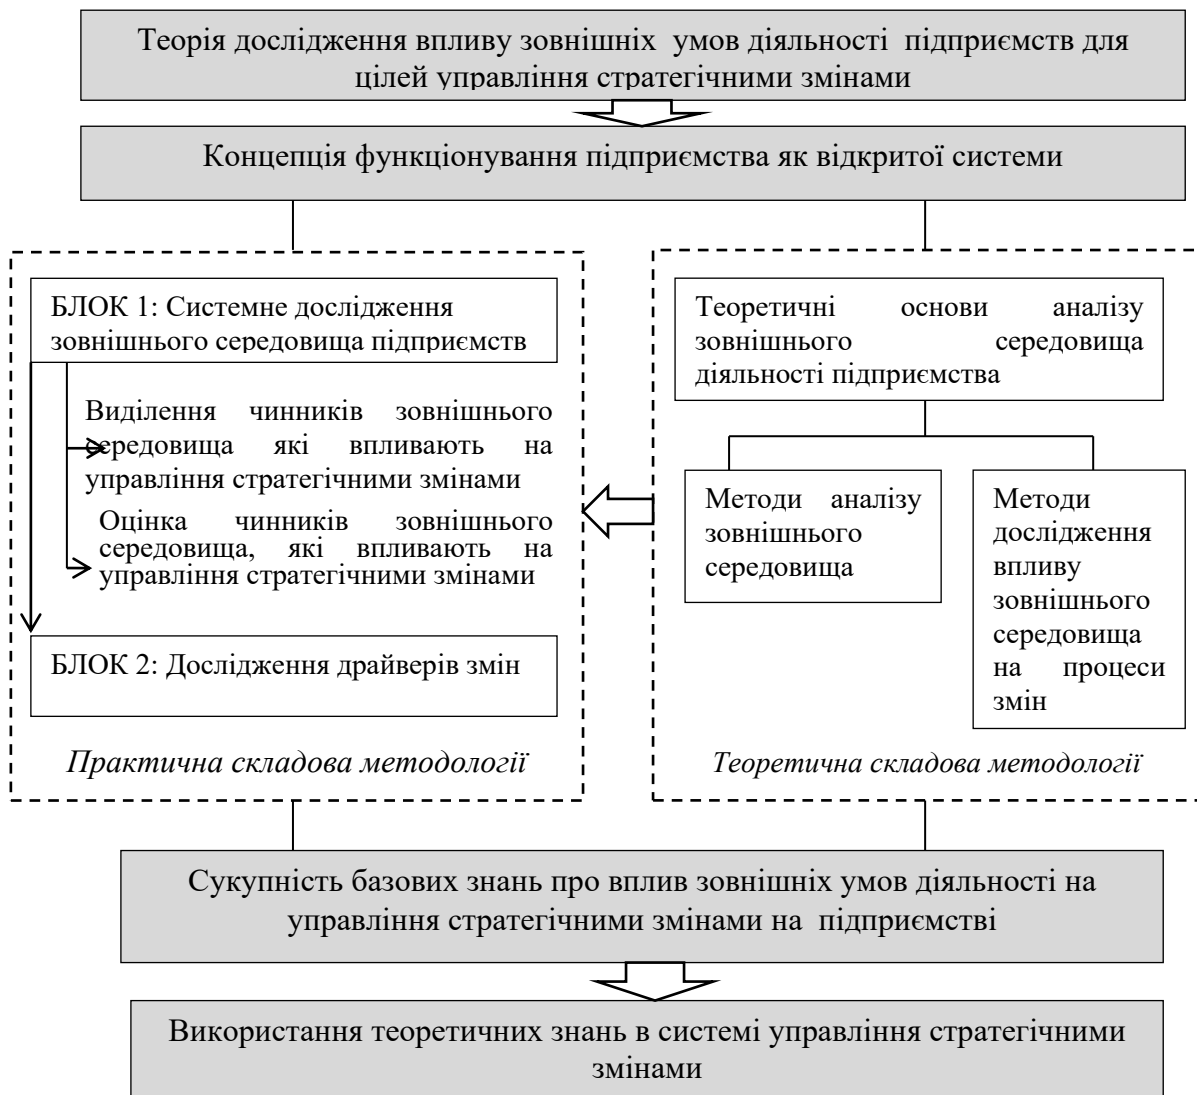 Теорія дослідження впливу зовнішніх умов діяльності підприємств для
цілей управління стратегічними змінами
Концепція функціонування підприємства як відкритої системи
БЛОК 1: Системне дослідження
зовнішнього середовища підприємств
Виділення чинників зовнішнього
середовища які впливають на
управління стратегічними змінами
Оцінка чинників зовнішнього
середовища, які впливають на
управління стратегічними змінами
БЛОК 2: Дослідження драйверів змін
Практична складова методології
Теоретичні основи аналізу
зовнішнього середовища
діяльності підприємства
Методи аналізу
зовнішнього
середовища
Методи
дослідження
впливу
зовнішнього
середовища
на процеси
змін
Теоретична складова методології
Сукупність базових знань про вплив зовнішніх умов діяльності на
управління стратегічними змінами на підприємстві
Використання теоретичних знань в системі управління стратегічними
змінами